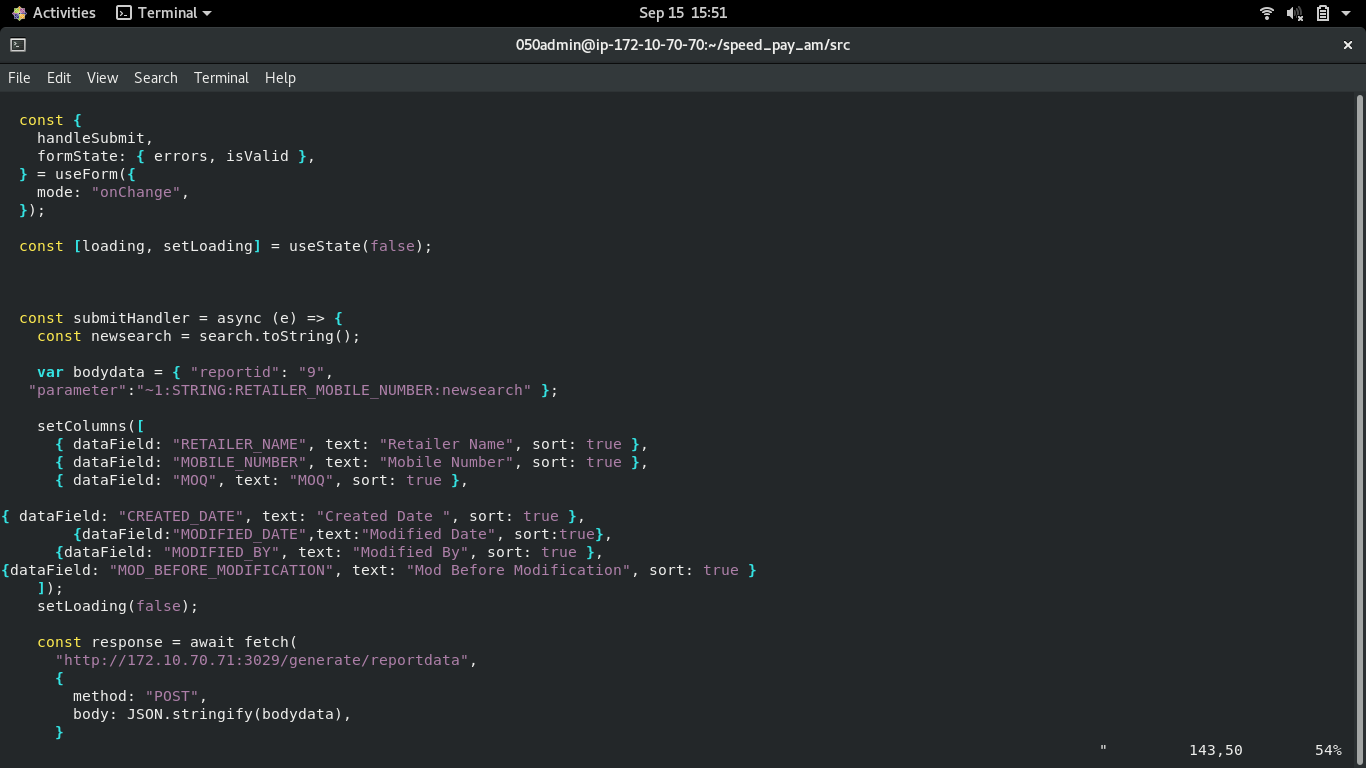 Activities Terminal Sep 15 15:51
050admin@ip-172-10-70-70:~/speed_pay_am/src
File Edit View Search Terminal Help
const {
handleSubmit,
formState: { errors, isValid },
} = useForm({
mode: "onChange",
});
const [loading, setLoading] = useState(false);
const submitHandler = async (e) => {
const newsearch = search.toString();
var bodydata = { "reportid": "9",
"parameter":"~1:STRING:RETAILER_MOBILE_NUMBER:newsearch" };
setColumns([
{ dataField: "RETAILER_NAME", text: "Retailer Name", sort: true },
{ dataField: "MOBILE_NUMBER", text: "Mobile Number", sort: true },
{ dataField: "MOQ", text: "MOQ", sort: true },
{ dataField: "CREATED_DATE", text: "Created Date ", sort: true },
{dataField:"MODIFIED_DATE",text:"Modified Date", sort:true},
{dataField: "MODIFIED_BY", text: "Modified By", sort: true },
{dataField: "MOD_BEFORE_MODIFICATION", text: "Mod Before Modification", sort: true }
]);
setLoading(false);
const response = await fetch(
"http://172.10.70.71:3029/generate/reportdata",
{
method: "POST",
body: JSON.stringify(bodydata),
}
" 143,50 54%